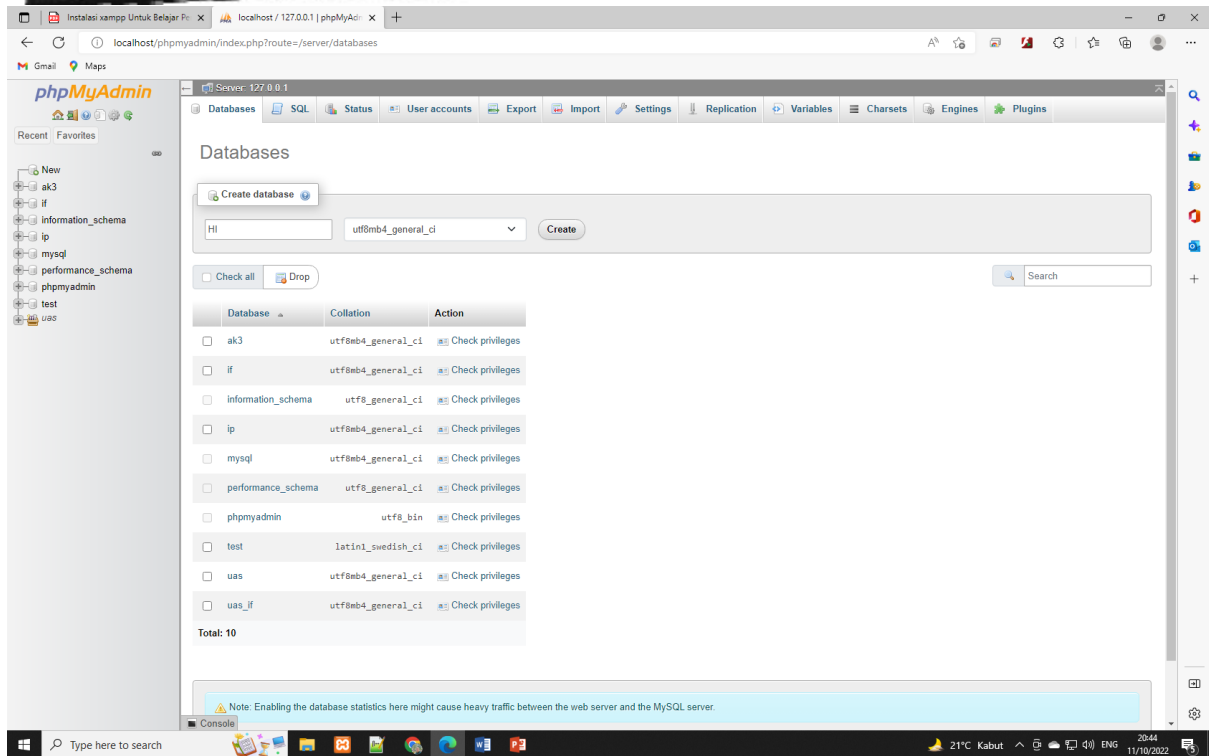 Instalasi xampp Untuk Belajar Pe
localhost / 127.0.0.1 | phpMyAdm
localhost/phpmyadmin/index.php?route=/server/databases
Gmail Maps
phpMyAdmin
Recent Favorites
New
ak3
if
information_schema
ip
mysql
performance_schema
phpmyadmin
test
uas
Server: 127.0.0.1
Databases SQL Status User accounts Export Import Settings Replication Variables Charsets Engines Plugins
Databases
Create database
HI utf8mb4_general_ci Create
Check all Drop Search
Database Collation Action
ak3 utf8mb4_general_ci Check privileges
if utf8mb4_general_ci Check privileges
information_schema utf8_general_ci Check privileges
ip utf8mb4_general_ci Check privileges
mysql utf8mb4_general_ci Check privileges
performance_schema utf8_general_ci Check privileges
phpmyadmin utf8_bin Check privileges
test latin1_swedish_ci Check privileges
uas utf8mb4_general_ci Check privileges
uas_if utf8mb4_general_ci Check privileges
Total: 10
Note: Enabling the database statistics here might cause heavy traffic between the web server and the MySQL server.
Console
Type here to search
21°C Kabut ENG
20:44
11/10/2022